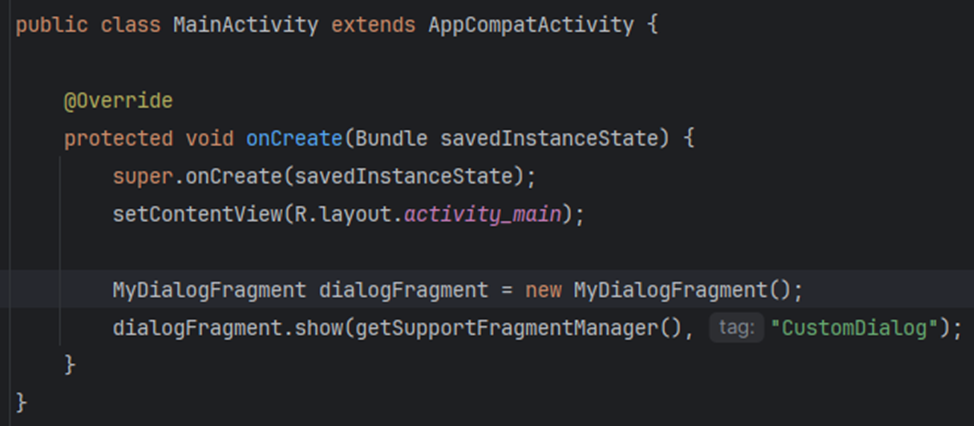 public class MainActivity extends AppCompatActivity {
@Override
protected void onCreate(Bundle savedInstanceState) {
super.onCreate(savedInstanceState);
setContentView(R.layout.activity_main);
MyDialogFragment dialogFragment = new MyDialogFragment();
dialogFragment.show(getSupportFragmentManager(), tag: "CustomDialog");
}
}